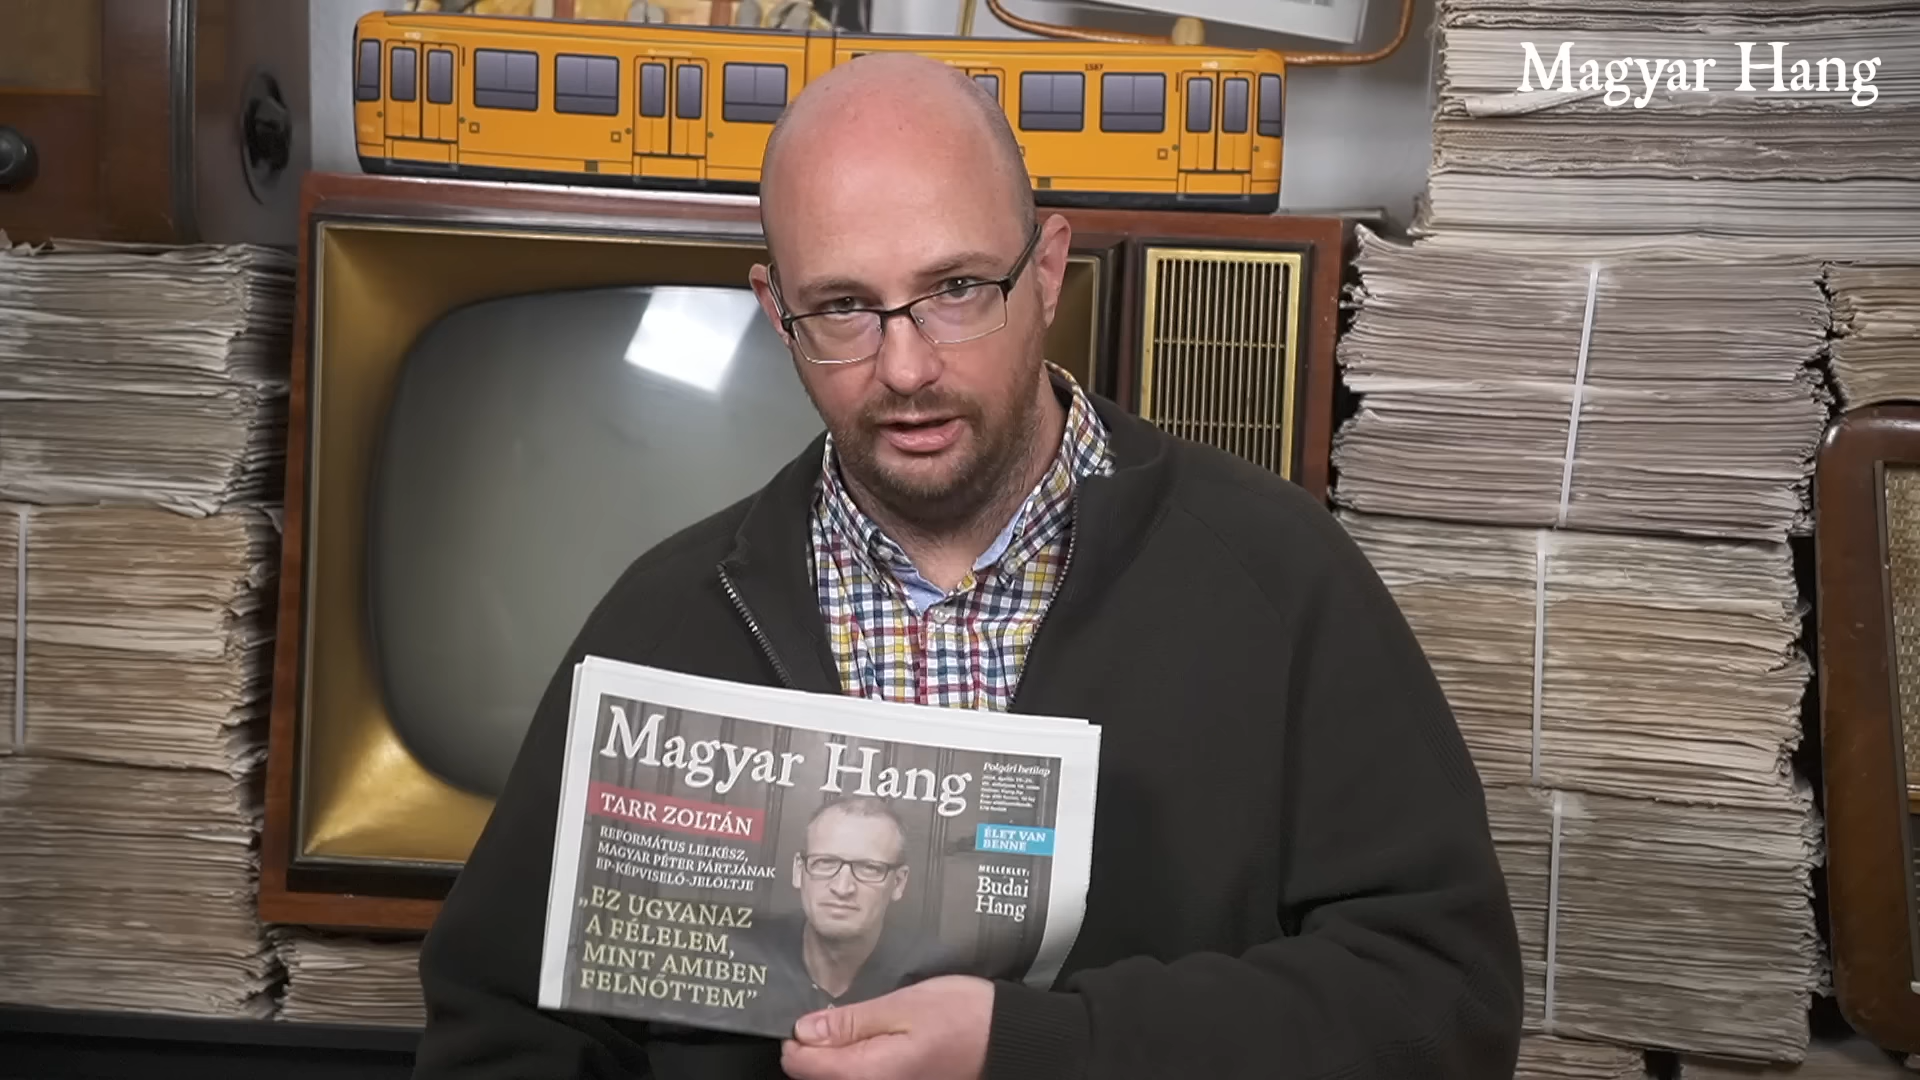 Magyar Hang
1587
Magyar Hang
Polgári hetilap
TARR ZOLTÁN
REFORMÁTUS LELKÉSZ,
MAGYAR PÉTER PÁRTJÁNAK
EP-KÉPVISELŐ-JELÖLTJE
„EZ UGYANAZ
A FÉLELEM,
MINT AMIBEN
FELNŐTTEM”
ÉLET VAN
BENNE
MELLÉKLET:
Budai
Hang